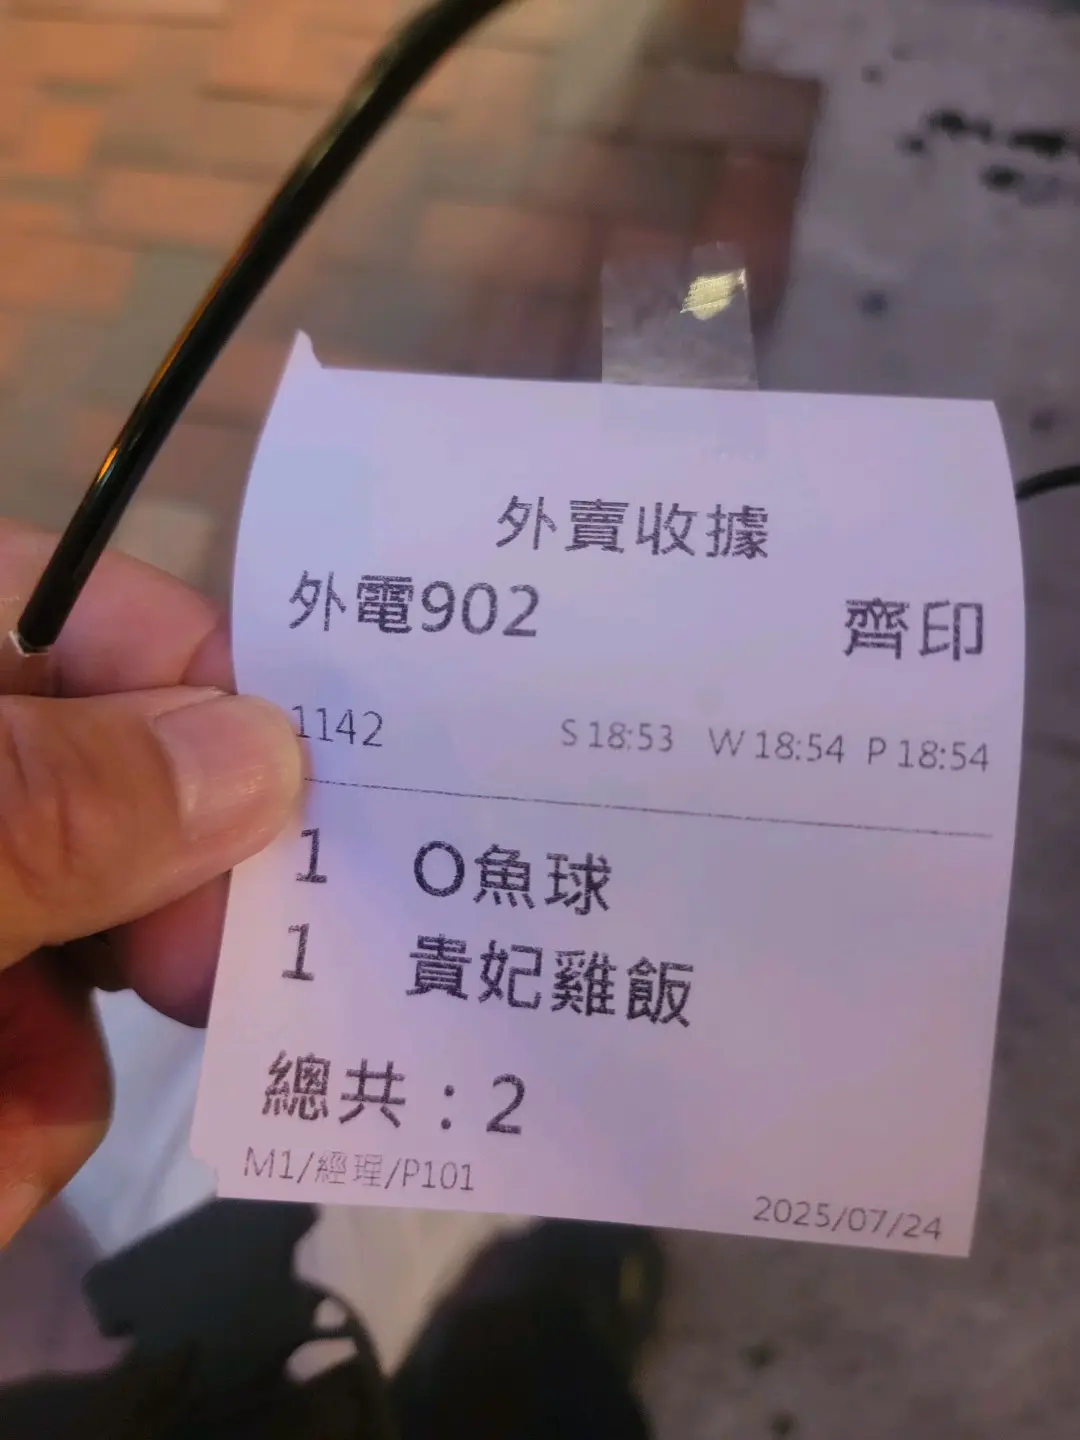 外賣收據
外電902 齊印
1142 S 18:53 W 18:54 P 18:54
1 O魚球
1 貴妃雞飯
總共：2
M1/經理/P101
2025/07/24